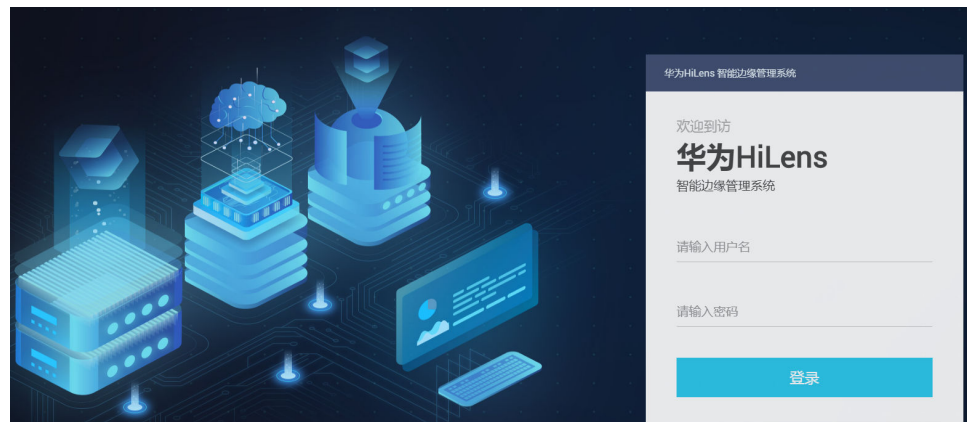 华为HiLens 智能边缘管理系统
欢迎到访
华为HiLens
智能边缘管理系统
请输入用户名
请输入密码
登录